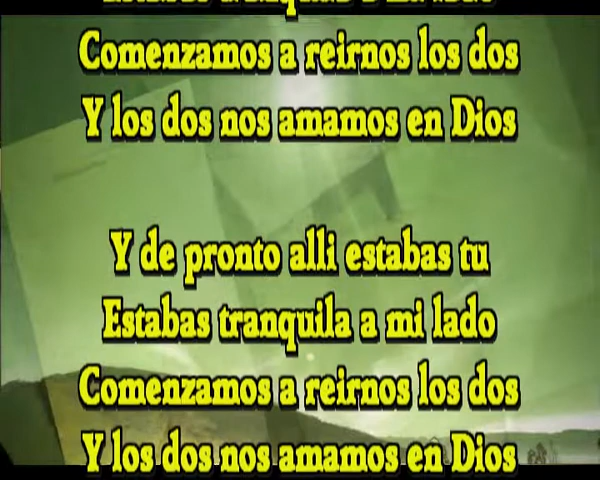 Comenzamos a reirnos los dos
Y los dos nos amamos en Dios
Y de pronto alli estabas tu
Estabas tranquila a mi lado
Comenzamos a reirnos los dos
Y los dos nos amamos en Dios